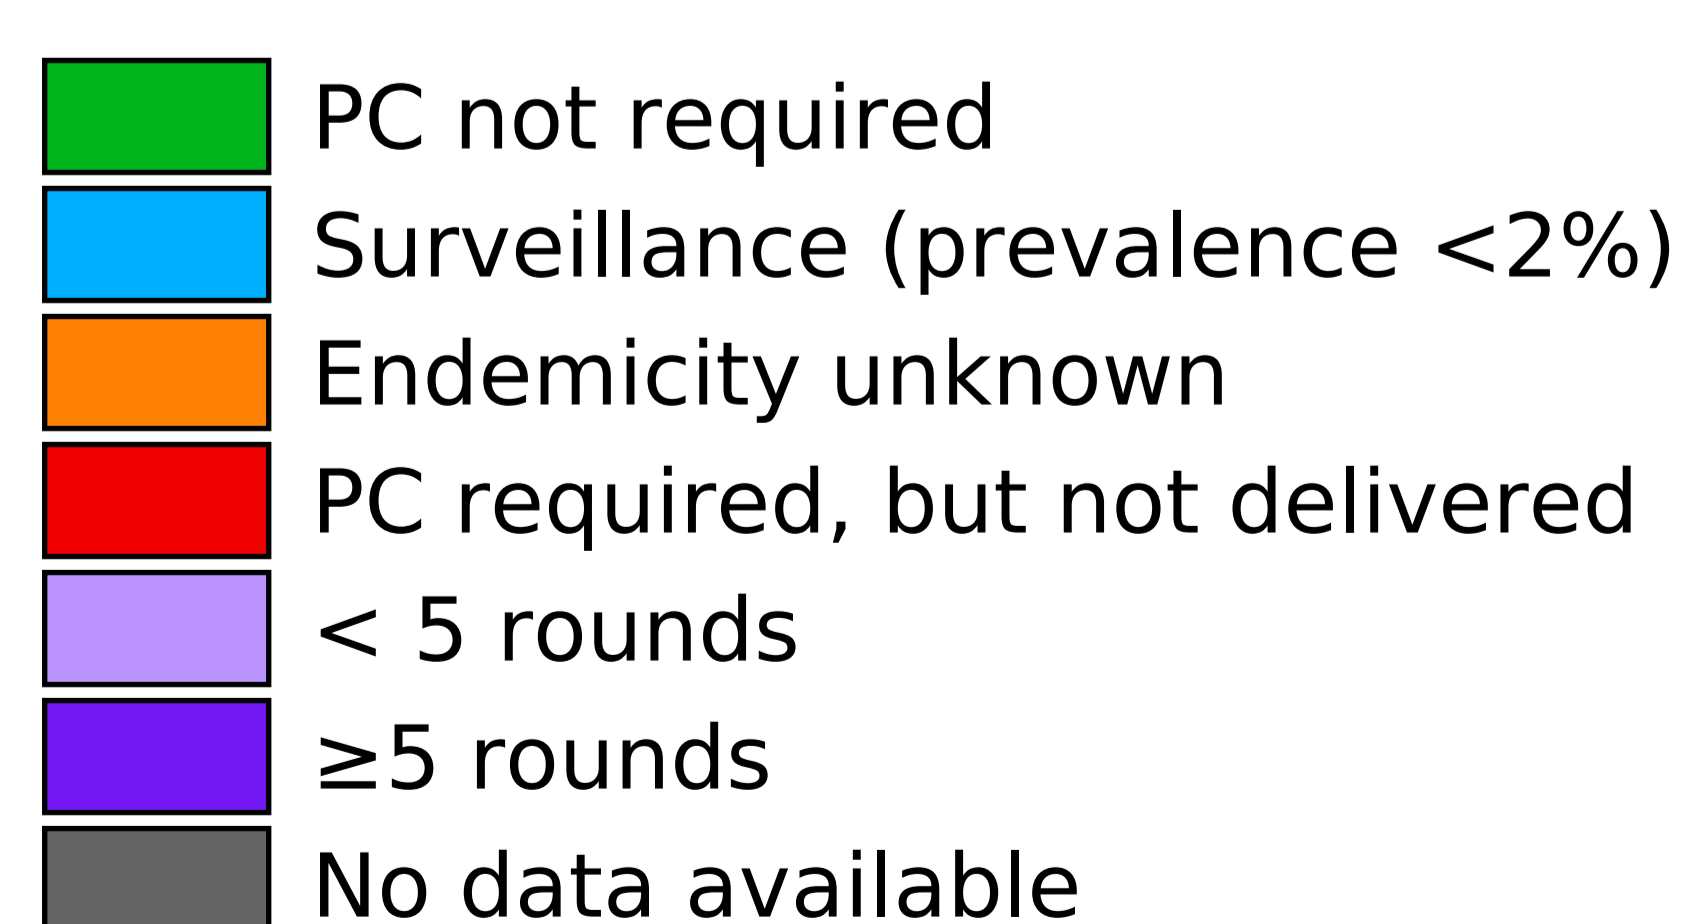 PC not required
Surveillance (prevalence <2%)
Endemicity unknown
PC required, but not delivered
< 5 rounds
≥5 rounds
No data available